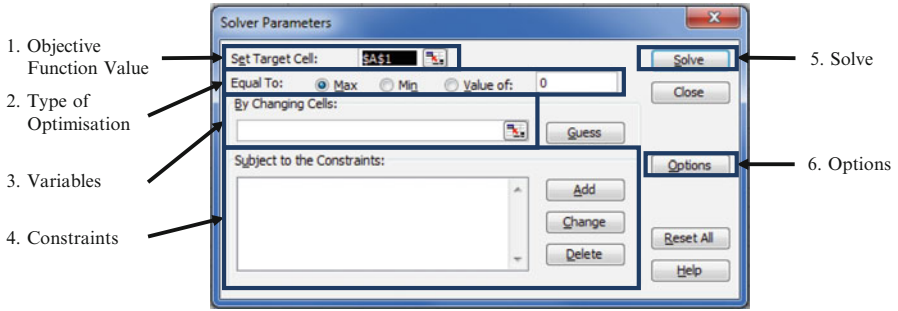 Solver Parameters
1. Objective
Function Value
Set Target Cell: $A$1
Solve
5. Solve
Equal To: Max Min Value of: 0
Close
2. Type of
Optimisation
By Changing Cells:
Guess
3. Variables
Subject to the Constraints:
Options
6. Options
Add
4. Constraints
Change
Reset All
Delete
Help